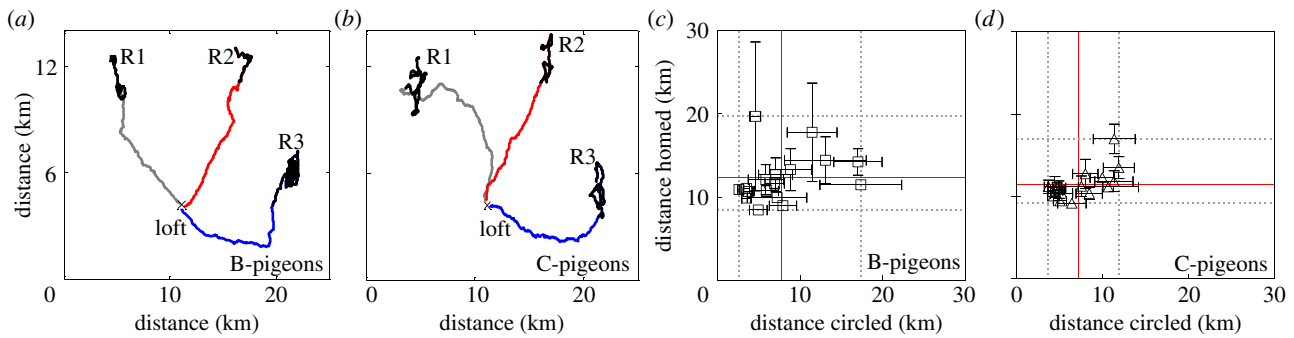 (a)
(b)
(c)
(d)
R1
R2
R3
loft
B-pigeons
12
6
0
10
20
distance (km)
distance (km)
R1
R2
R3
loft
C-pigeons
0
10
20
distance (km)
30
20
10
0
10
20
30
distance homed (km)
distance circled (km)
B-pigeons
C-pigeons
0
10
20
30
distance circled (km)